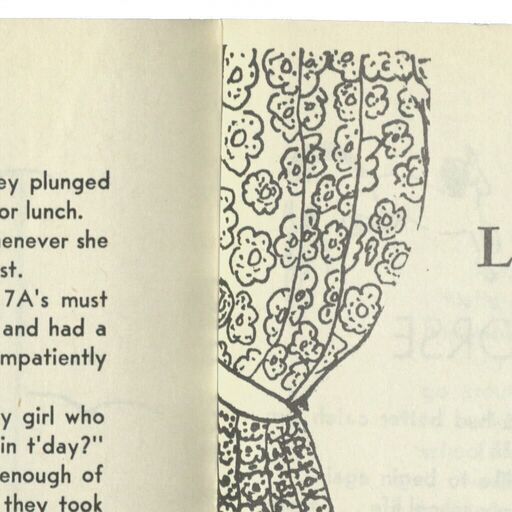 ey plunged
or lunch.
enever she
st.
7A's must
and had a
mpatiently
y girl who
in t'day?"
enough of
they took
L